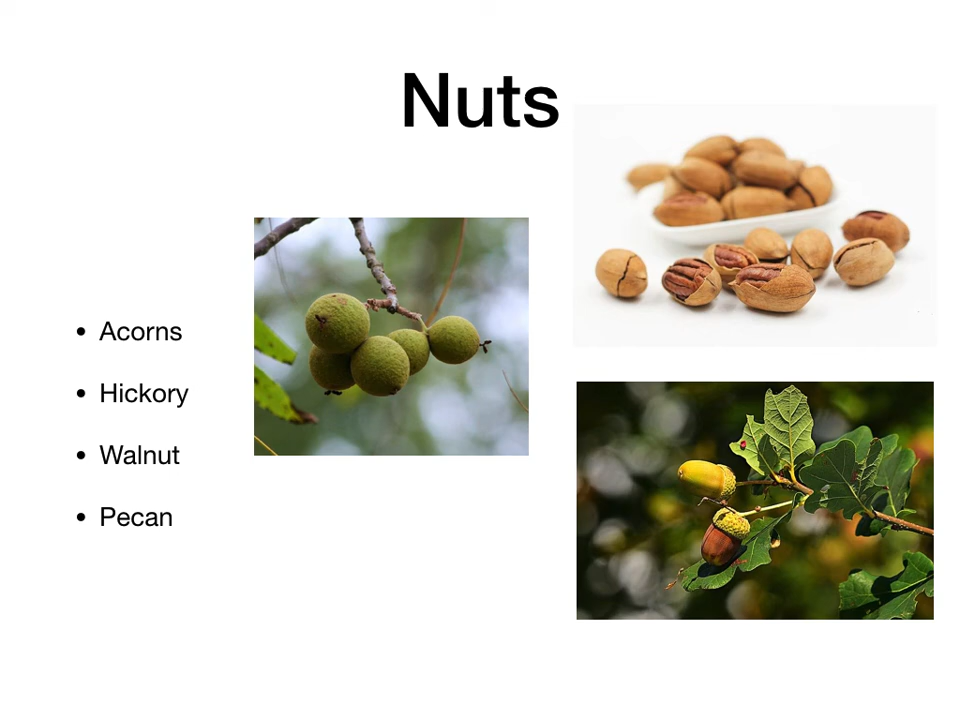 Nuts
• Acorns
• Hickory
• Walnut
• Pecan